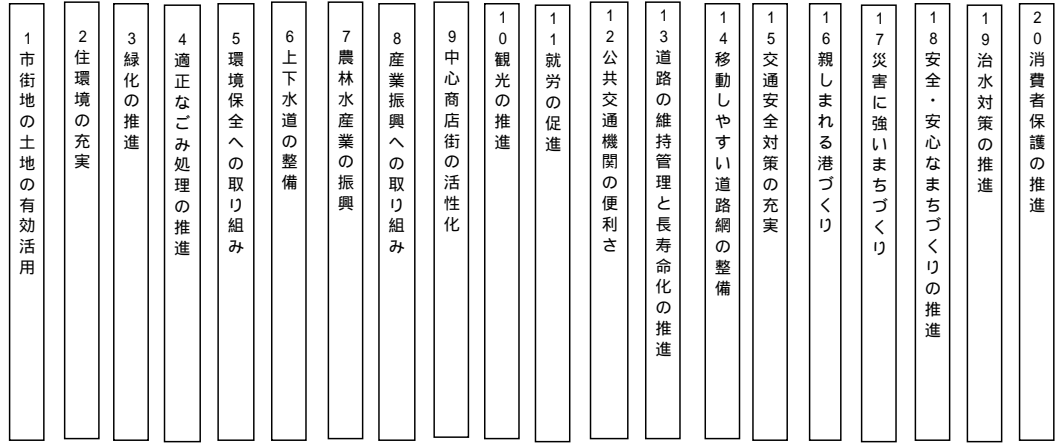 1市街地の土地の有効活用
2住環境の充実
3緑化の推進
4適正なごみ処理の推進
5環境保全への取り組み
6上下水道の整備
7農林水産業の振興
8産業振興への取り組み
9中心商店街の活性化
10観光の推進
11就労の促進
12公共交通機関の便利さ
13道路の維持管理と長寿命化の推進
14移動しやすい道路網の整備
15交通安全対策の充実
16親しまれる港づくり
17災害に強いまちづくり
18安全・安心なまちづくりの推進
19治水対策の推進
20消費者保護の推進